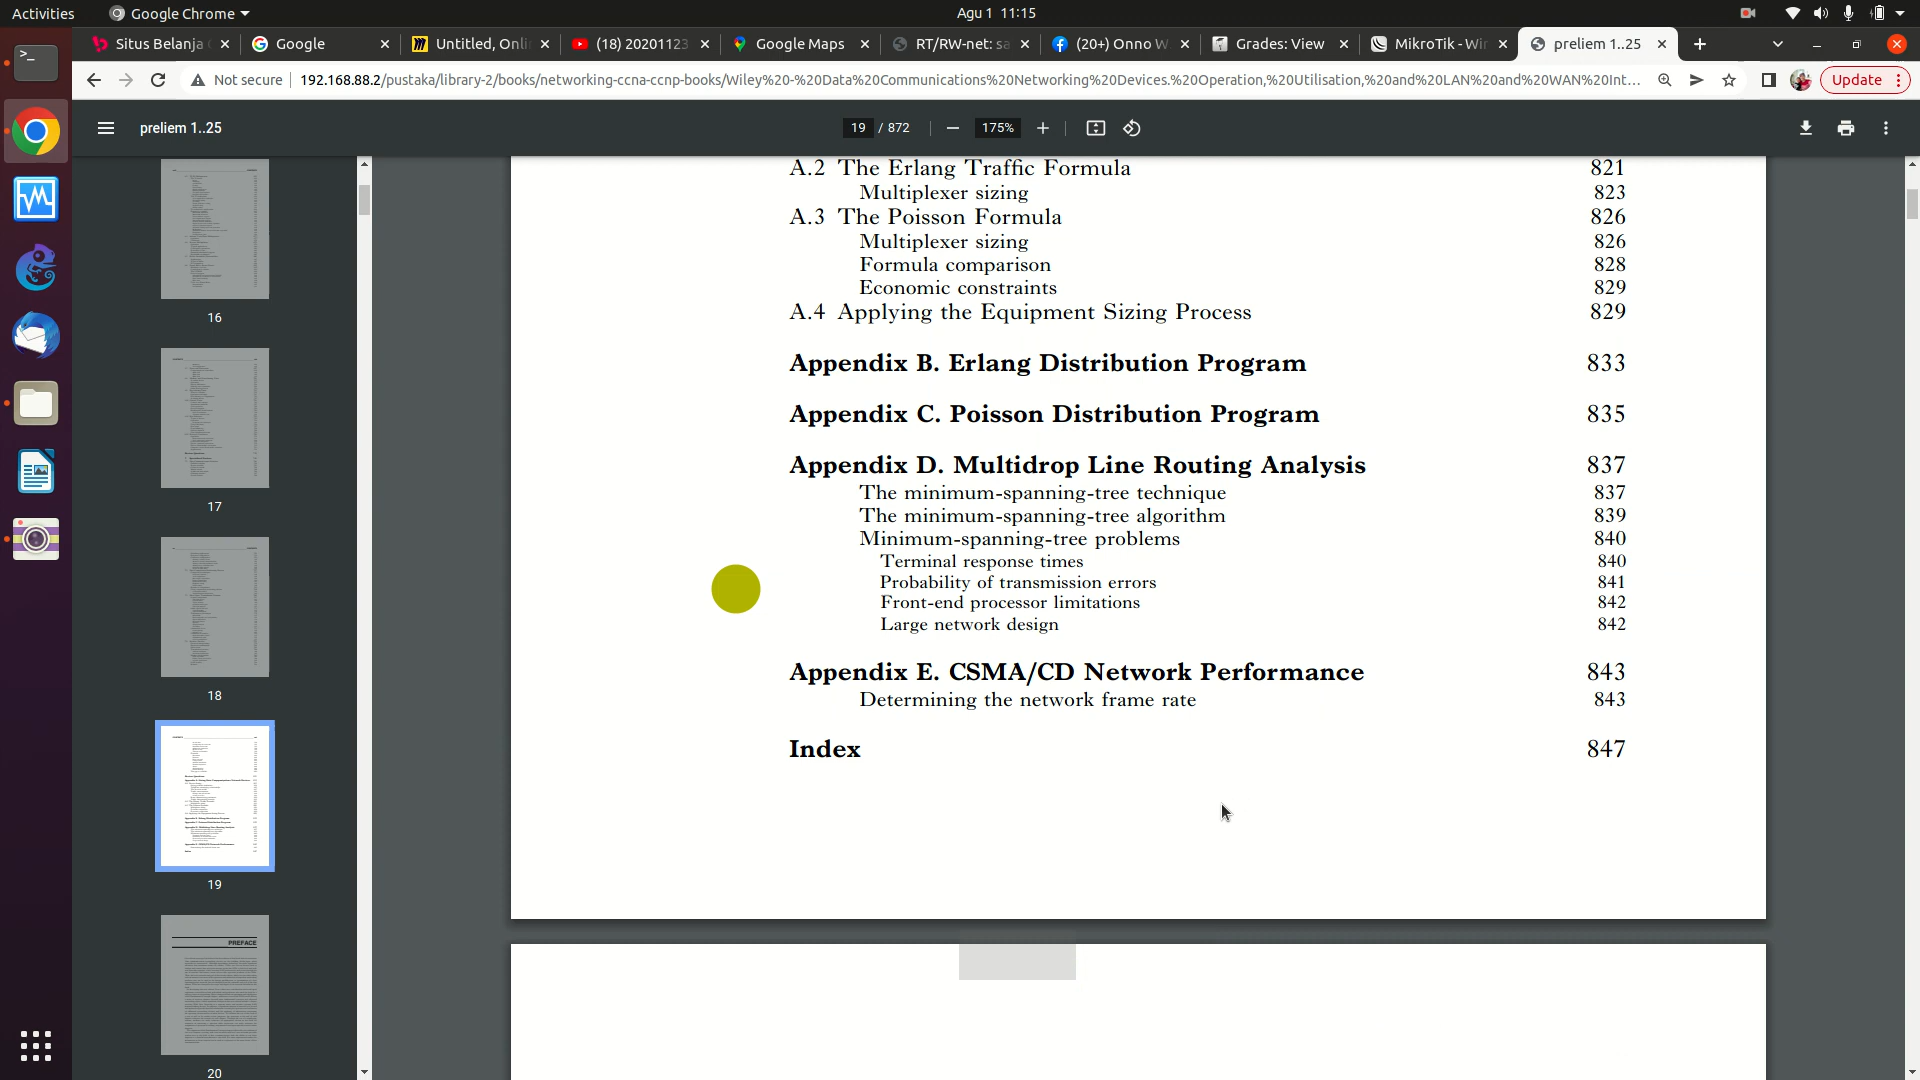 Activities
Google Chrome
Agu 1 11:15
Situs Belanja
Google
Untitled, Onli
(18) 20201123
Google Maps
RT/RW-net: sa
(20+) Onno W
Grades: View
MikroTik - Wir
preliem 1..25
Not secure
192.168.88.2/pustaka/library-2/books/networking-ccna-ccnp-books/Wiley%20-%20Data%20Communications%20Networking%20Devices.%20Operation,%20Utilisation,%20and%20LAN%20and%20WAN%20Int...
Update
preliem 1..25
19 / 872
175%
16
17
18
19
PREFACE
20
A.2 The Erlang Traffic Formula 821
Multiplexer sizing 823
A.3 The Poisson Formula 826
Multiplexer sizing 826
Formula comparison 828
Economic constraints 829
A.4 Applying the Equipment Sizing Process 829
Appendix B. Erlang Distribution Program 833
Appendix C. Poisson Distribution Program 835
Appendix D. Multidrop Line Routing Analysis 837
The minimum-spanning-tree technique 837
The minimum-spanning-tree algorithm 839
Minimum-spanning-tree problems 840
Terminal response times 840
Probability of transmission errors 841
Front-end processor limitations 842
Large network design 842
Appendix E. CSMA/CD Network Performance 843
Determining the network frame rate 843
Index 847